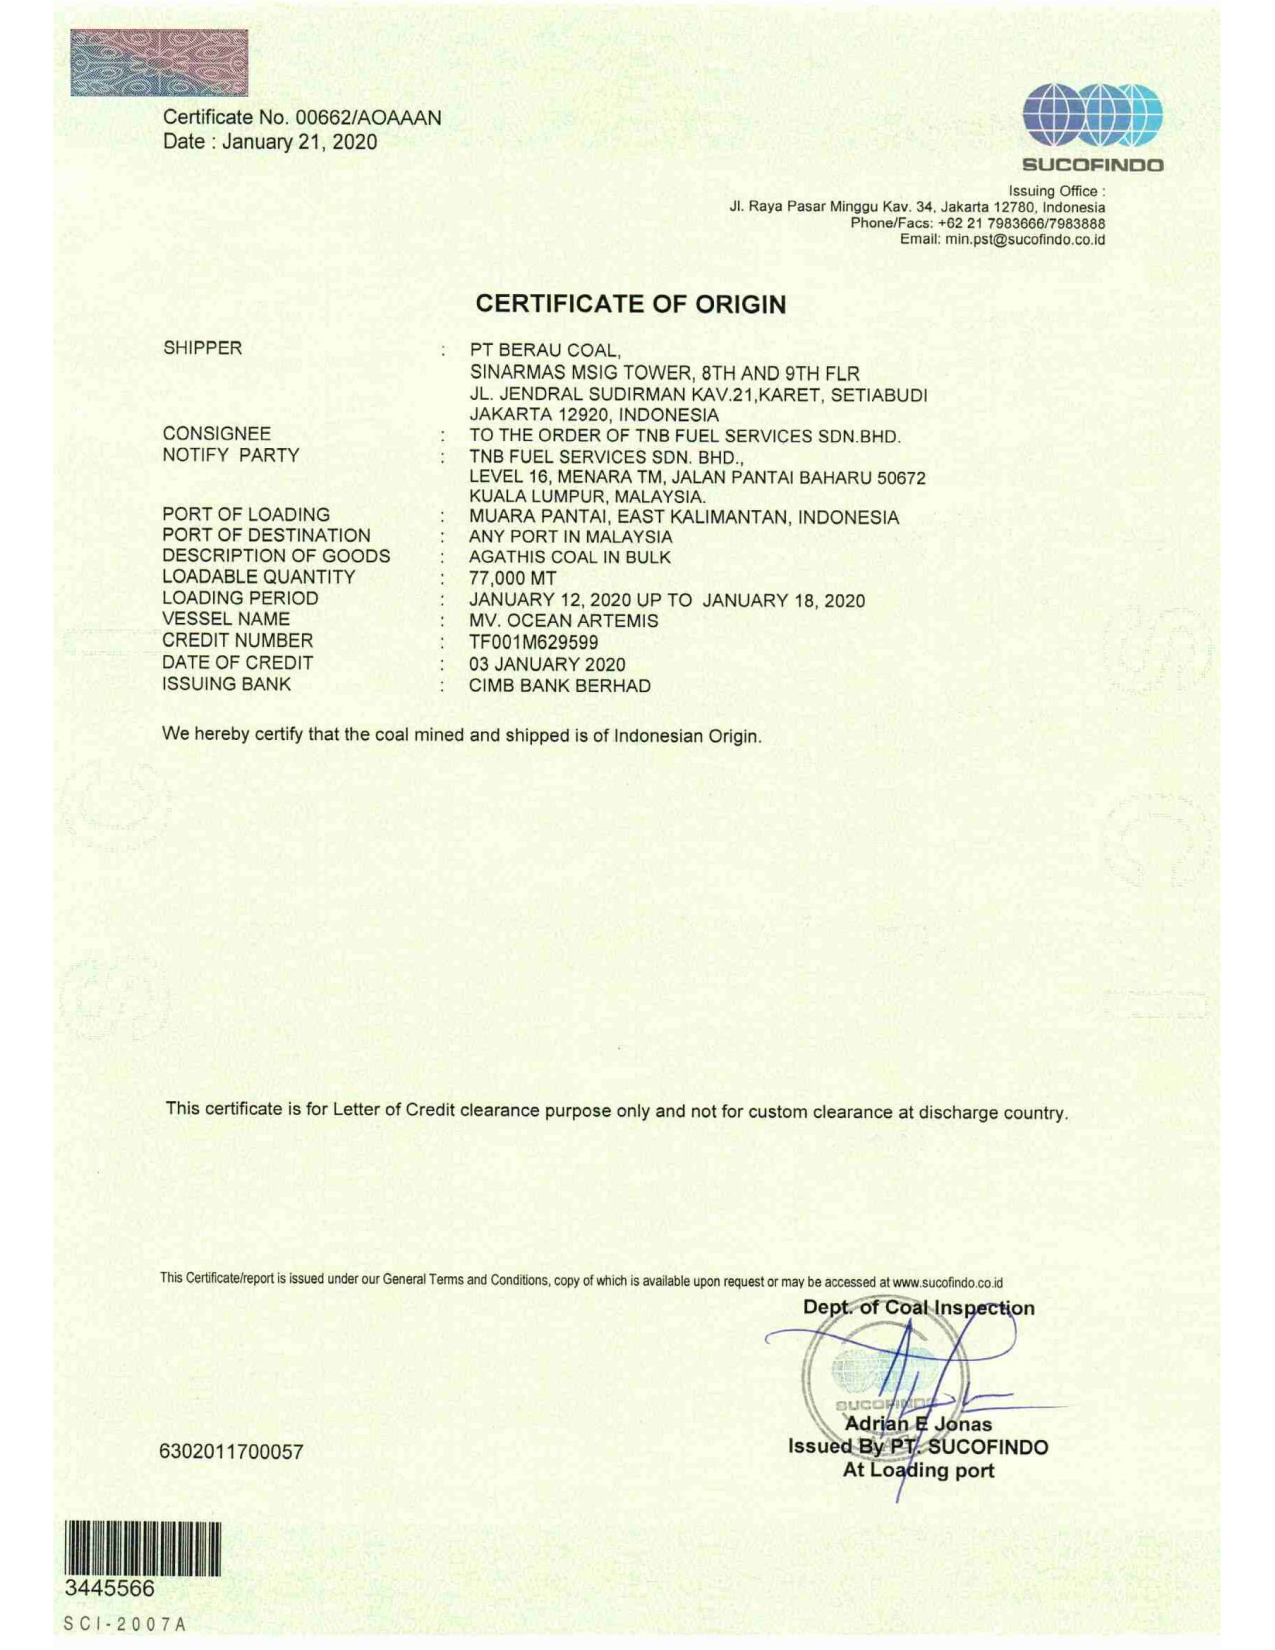 Certificate No. 00662/AOAAAN
Date : January 21, 2020
SUCOFINDO
Issuing Office :
Jl. Raya Pasar Minggu Kav. 34, Jakarta 12780, Indonesia
Phone/Facs: +62 21 7983666/7983888
Email: min.pst@sucofindo.co.id
CERTIFICATE OF ORIGIN
SHIPPER : PT BERAU COAL,
SINARMAS MSIG TOWER, 8TH AND 9TH FLR
JL. JENDRAL SUDIRMAN KAV.21,KARET, SETIABUDI
JAKARTA 12920, INDONESIA
CONSIGNEE : TO THE ORDER OF TNB FUEL SERVICES SDN.BHD.
NOTIFY PARTY : TNB FUEL SERVICES SDN. BHD.,
LEVEL 16, MENARA TM, JALAN PANTAI BAHARU 50672
KUALA LUMPUR, MALAYSIA.
PORT OF LOADING : MUARA PANTAI, EAST KALIMANTAN, INDONESIA
PORT OF DESTINATION : ANY PORT IN MALAYSIA
DESCRIPTION OF GOODS : AGATHIS COAL IN BULK
LOADABLE QUANTITY : 77,000 MT
LOADING PERIOD : JANUARY 12, 2020 UP TO JANUARY 18, 2020
VESSEL NAME : MV. OCEAN ARTEMIS
CREDIT NUMBER : TF001M629599
DATE OF CREDIT : 03 JANUARY 2020
ISSUING BANK : CIMB BANK BERHAD
We hereby certify that the coal mined and shipped is of Indonesian Origin.
This certificate is for Letter of Credit clearance purpose only and not for custom clearance at discharge country.
This Certificate/report is issued under our General Terms and Conditions, copy of which is available upon request or may be accessed at www.sucofindo.co.id
Dept. of Coal Inspection
SUCOFINDO
Adrian E Jonas
Issued By PT. SUCOFINDO
At Loading port
6302011700057
3445566
SCI-2007A